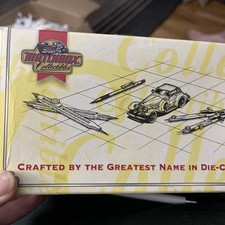 MATCHBOX
Collectibles
CRAFTED BY THE GREATEST NAME IN DIE-C